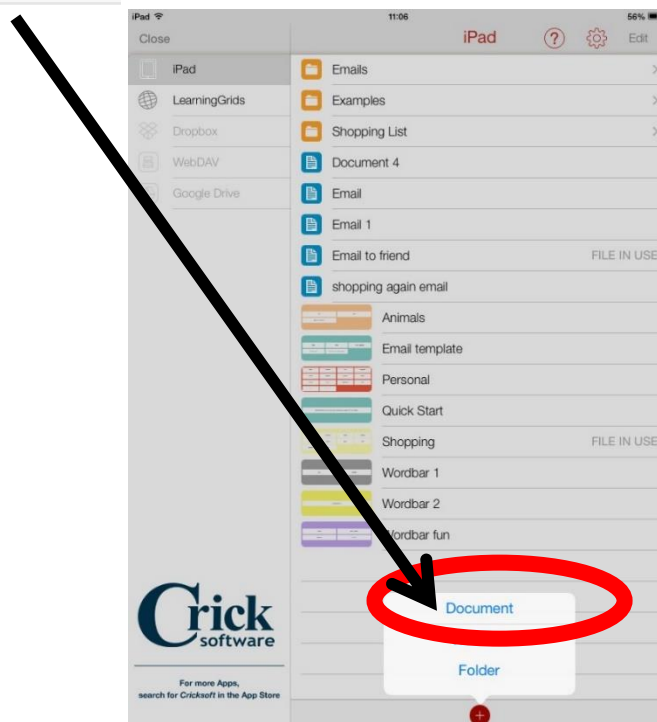 iPad 11:06 56%
Close iPad ? Edit
iPad
LearningGrids
Dropbox
WebDAV
Google Drive
Emails
Examples
Shopping List
Document 4
Email
Email 1
Email to friend FILE IN USE
shopping again email
Animals
Email template
Personal
Quick Start
Shopping FILE IN USE
Wordbar 1
Wordbar 2
Wordbar fun
Document
Folder
Crick
software
For more Apps,
search for Cricksoft in the App Store